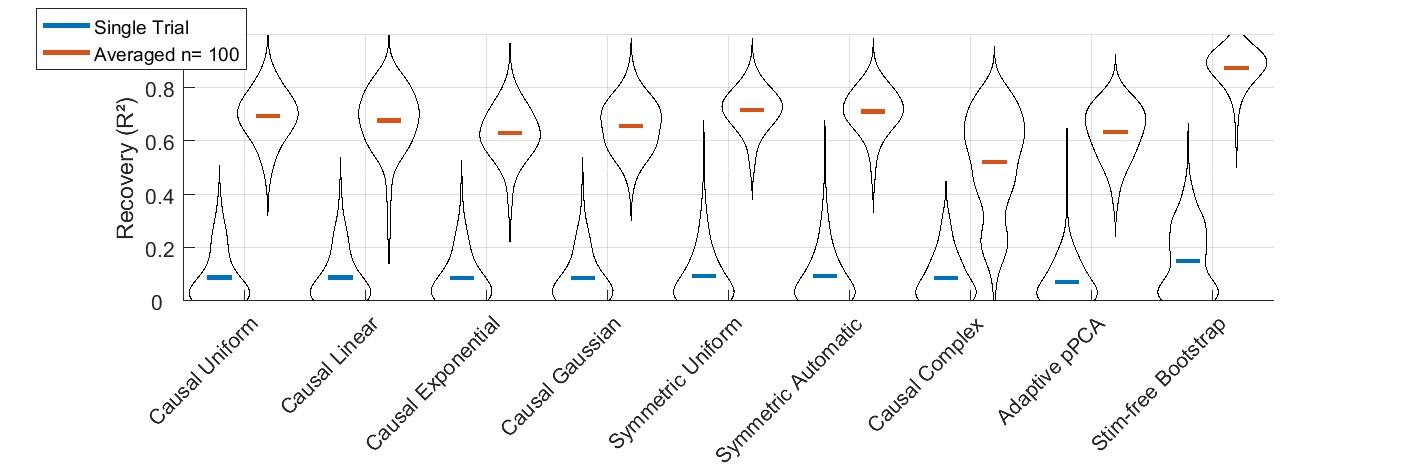 Single Trial
Averaged n= 100
Recovery (R²)
0.8
0.6
0.4
0.2
0
Causal Uniform
Causal Linear
Causal Exponential
Causal Gaussian
Symmetric Uniform
Symmetric Automatic
Causal Complex
Adaptive pPCA
Stim-free Bootstrap